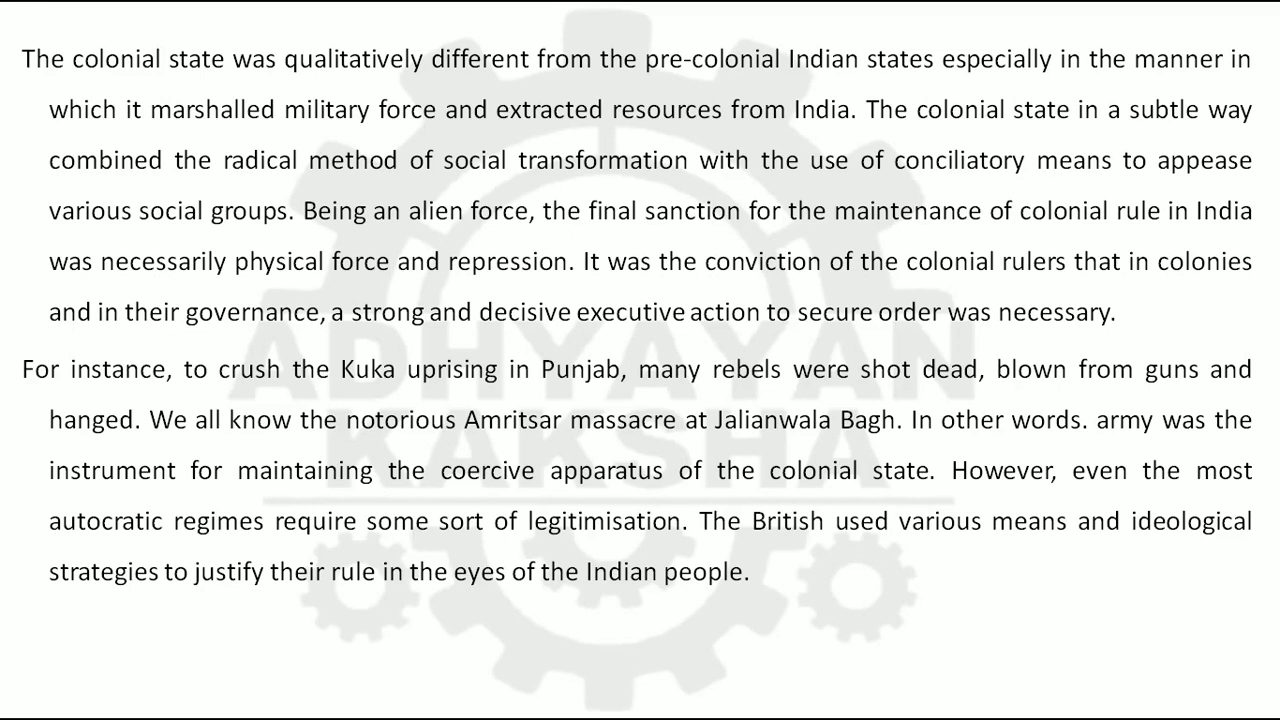 The colonial state was qualitatively different from the pre-colonial Indian states especially in the manner in
which it marshalled military force and extracted resources from India. The colonial state in a subtle way
combined the radical method of social transformation with the use of conciliatory means to appease
various social groups. Being an alien force, the final sanction for the maintenance of colonial rule in India
was necessarily physical force and repression. It was the conviction of the colonial rulers that in colonies
and in their governance, a strong and decisive executive action to secure order was necessary.
For instance, to crush the Kuka uprising in Punjab, many rebels were shot dead, blown from guns and
hanged. We all know the notorious Amritsar massacre at Jalianwala Bagh. In other words. army was the
instrument for maintaining the coercive apparatus of the colonial state. However, even the most
autocratic regimes require some sort of legitimisation. The British used various means and ideological
strategies to justify their rule in the eyes of the Indian people.
ADHYAYAN
KAKSHA